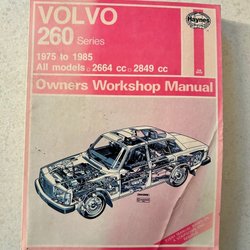 VOLVO
260 Series
Haynes
1975 to 1985
All models □ 2664 cc □ 2849 cc
Owners Workshop Manual